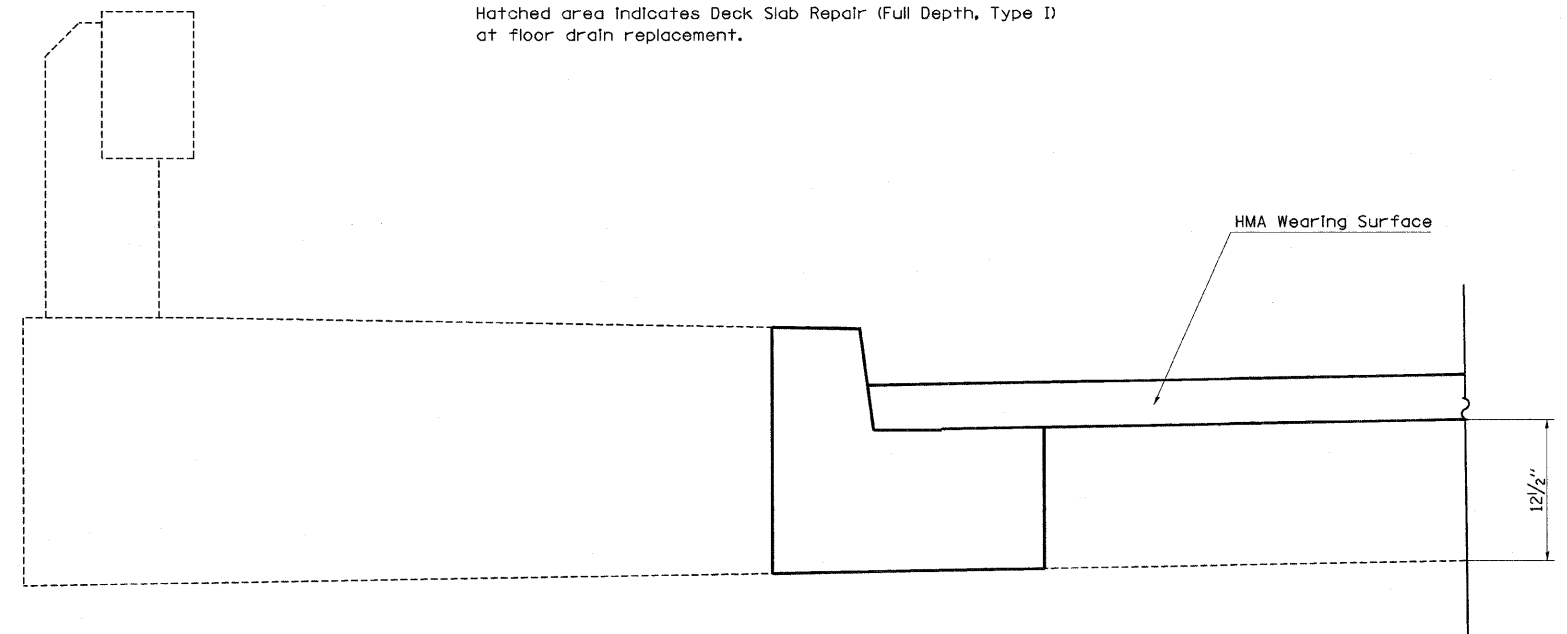 Hatched area indicates Deck Slab Repair (Full Depth, Type I)
at floor drain replacement.
HMA Wearing Surface
12½"